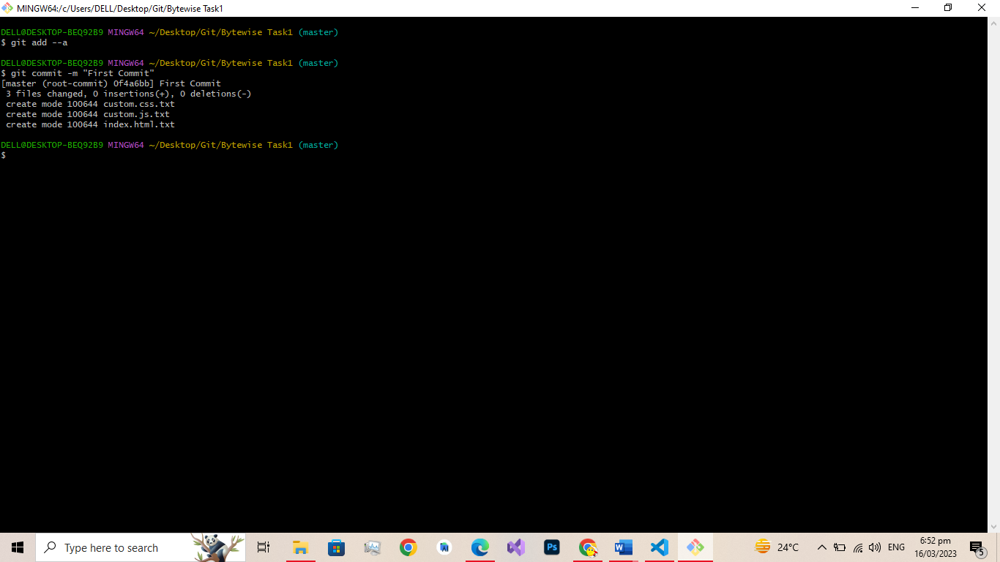 MINGW64:/c/Users/DELL/Desktop/Git/Bytewise Task1
DELL@DESKTOP-BEQ92B9 MINGW64 ~/Desktop/Git/Bytewise Task1 (master)
$ git add --a
DELL@DESKTOP-BEQ92B9 MINGW64 ~/Desktop/Git/Bytewise Task1 (master)
$ git commit -m "First Commit"
[master (root-commit) 0f4a6bb] First Commit
 3 files changed, 0 insertions(+), 0 deletions(-)
 create mode 100644 custom.css.txt
 create mode 100644 custom.js.txt
 create mode 100644 index.html.txt
DELL@DESKTOP-BEQ92B9 MINGW64 ~/Desktop/Git/Bytewise Task1 (master)
$
Type here to search
Ps
W
24°C
ENG
6:52 pm
16/03/2023
5